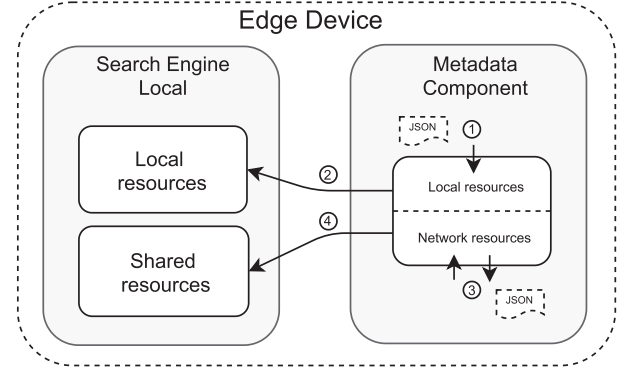 Edge Device
Search Engine
Local
Local
resources
Shared
resources
Metadata
Component
JSON
1
Local resources
Network resources
2
4
3
JSON